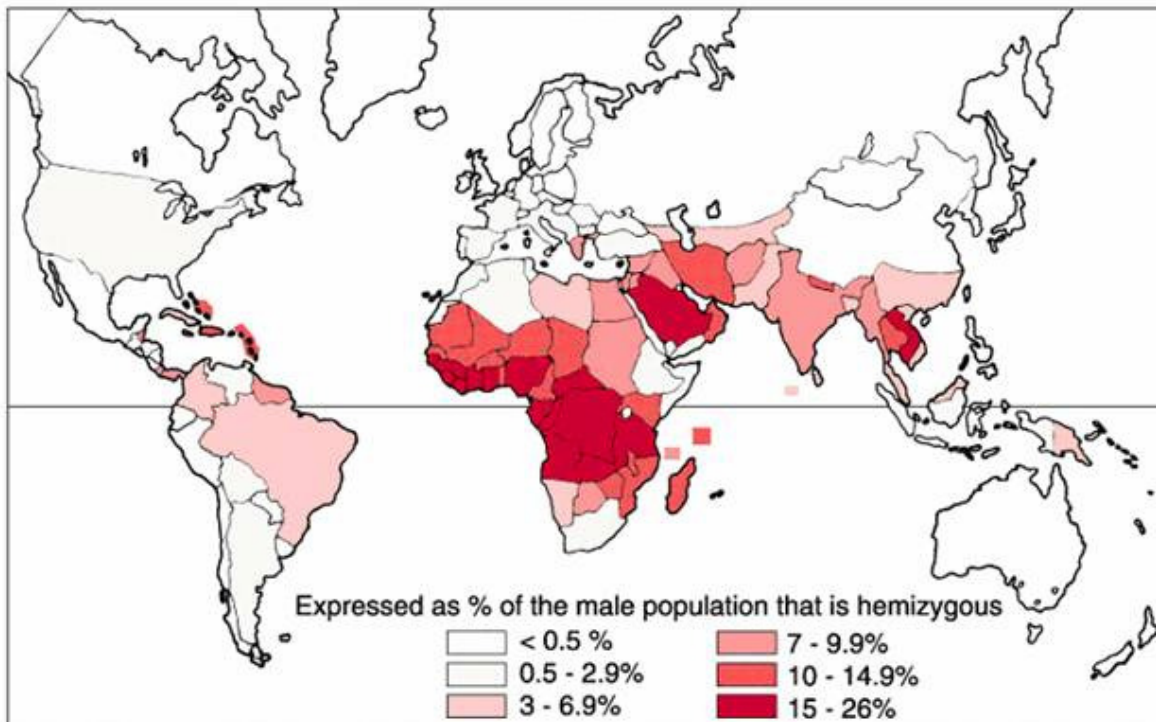 Expressed as % of the male population that is hemizygous
< 0.5 %
0.5 - 2.9%
3 - 6.9%
7 - 9.9%
10 - 14.9%
15 - 26%